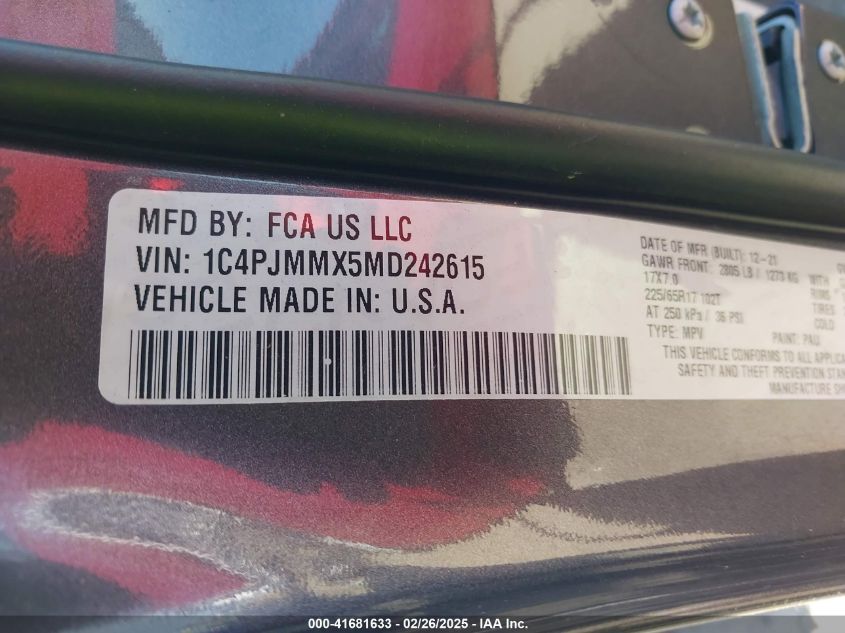 MFD BY: FCA US LLC
VIN: 1C4PJMMX5MD242615
VEHICLE MADE IN: U.S.A.
DATE OF MFR (BUILT): 12-21
GAWR FRONT: 2805 LB / 1273 KG WITH
17X7.0 RIMS
225/65R17 102T TIRES
AT 250 kPa / 36 PSI COLD
TYPE: MPV PAINT: PAU
THIS VEHICLE CONFORMS TO ALL APPLICA
SAFETY AND THEFT PREVENTION STAN
MANUFACTURE SH
000-41681633 - 02/26/2025 - IAA Inc.